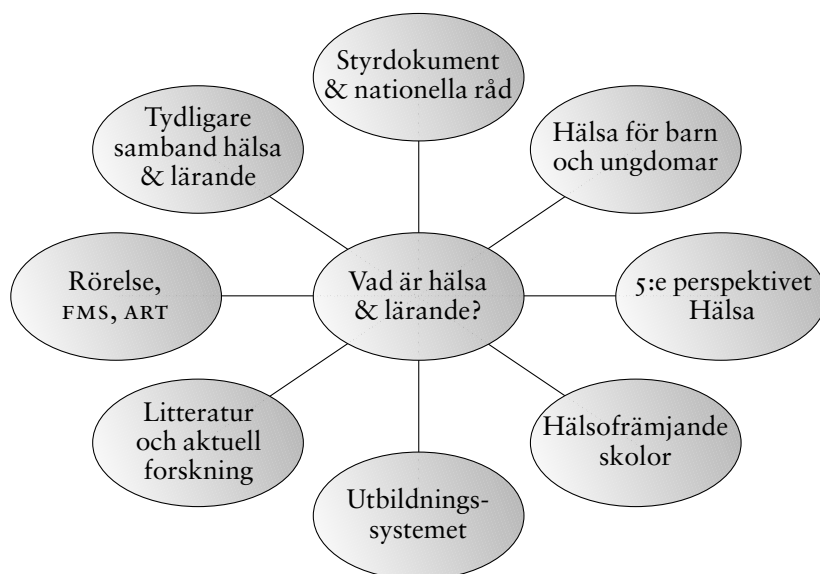 Styrdokument
& nationella råd
Tydligare
samband hälsa
& lärande
Hälsa för barn
och ungdomar
Rörelse,
FMS, ART
Vad är hälsa
& lärande?
5:e perspektivet
Hälsa
Litteratur
och aktuell
forskning
Hälsofrämjande
skolor
Utbildnings-
systemet